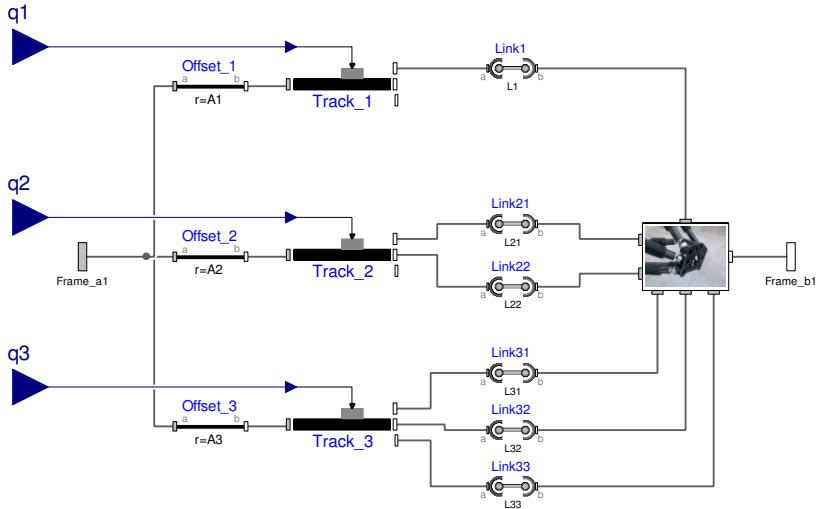 q1
Offset_1
a b
r=A1
Track_1
Link1
a b
L1
q2
Offset_2
a b
r=A2
Track_2
Link21
a b
L21
Link22
a b
L22
Frame_a1
Frame_b1
q3
Offset_3
a b
r=A3
Track_3
Link31
a b
L31
Link32
a b
L32
Link33
a b
L33